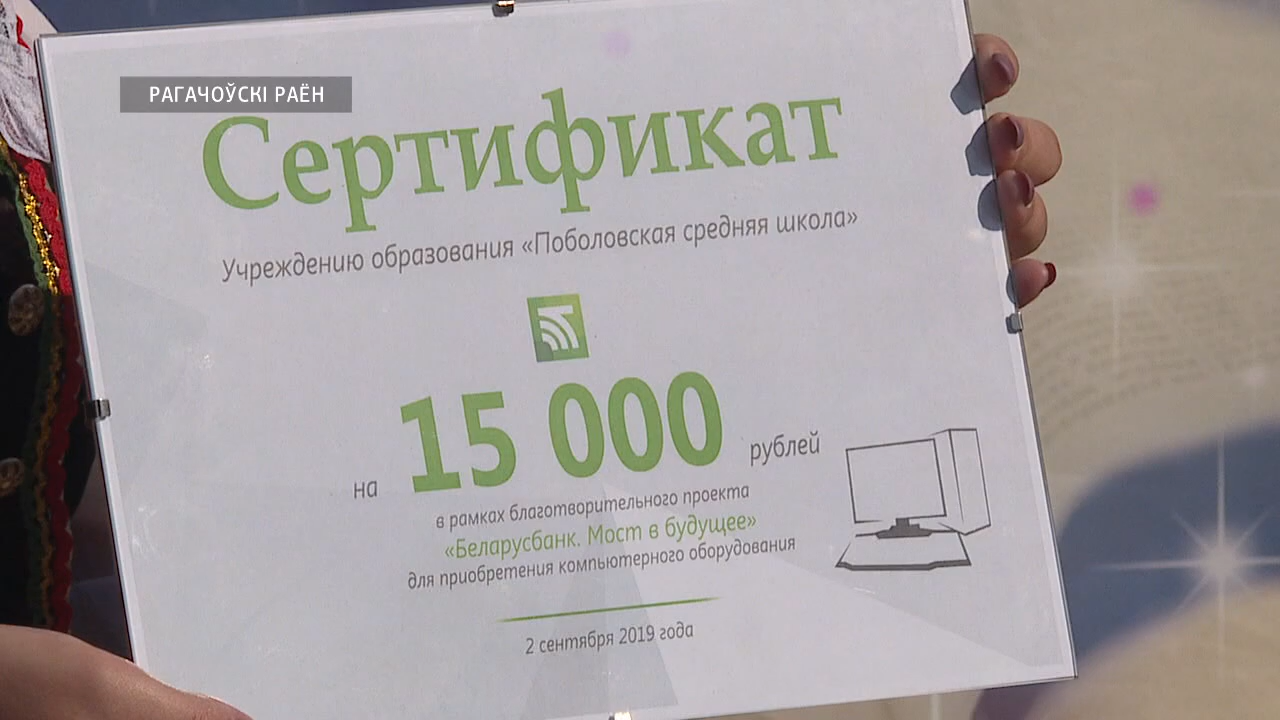 РАГАЧОЎСКІ РАЁН
Сертификат
Учреждению образования «Поболовская средняя школа»
на 15 000 рублей
в рамках благотворительного проекта
«Беларусбанк. Мост в будущее»
для приобретения компьютерного оборудования
2 сентября 2019 года